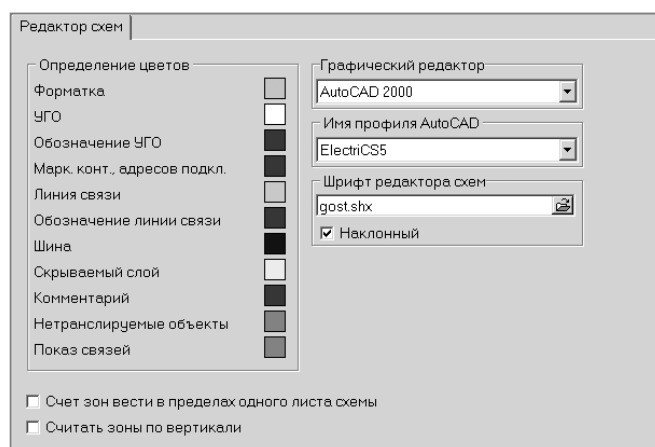 Редактор схем
Определение цветов
Форматка
УГО
Обозначение УГО
Марк. конт., адресов подкл.
Линия связи
Обозначение линии связи
Шина
Скрываемый слой
Комментарий
Нетранслируемые объекты
Показ связей
Графический редактор
AutoCAD 2000
Имя профиля AutoCAD
ElectriCS5
Шрифт редактора схем
gost.shx
Наклонный
Счет зон вести в пределах одного листа схемы
Считать зоны по вертикали